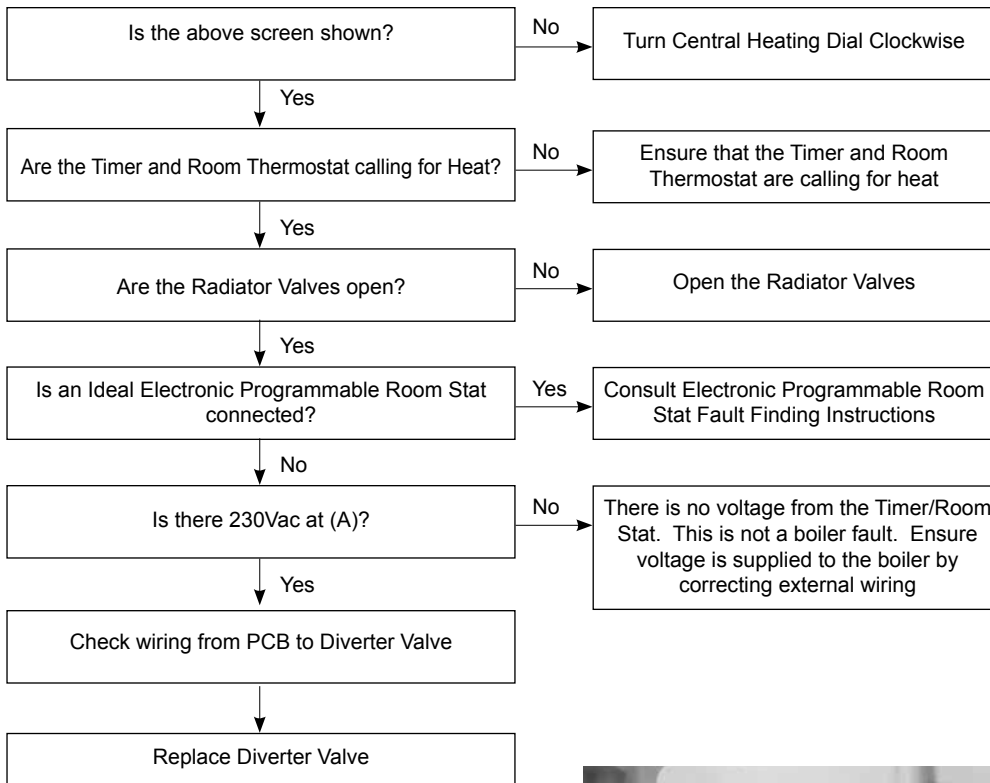 Is the above screen shown?
No
Turn Central Heating Dial Clockwise
Yes
Are the Timer and Room Thermostat calling for Heat?
No
Ensure that the Timer and Room
Thermostat are calling for heat
Yes
Are the Radiator Valves open?
No
Open the Radiator Valves
Yes
Is an Ideal Electronic Programmable Room Stat
connected?
Yes
Consult Electronic Programmable Room
Stat Fault Finding Instructions
No
Is there 230Vac at (A)?
No
There is no voltage from the Timer/Room
Stat. This is not a boiler fault. Ensure
voltage is supplied to the boiler by
correcting external wiring
Yes
Check wiring from PCB to Diverter Valve
Replace Diverter Valve